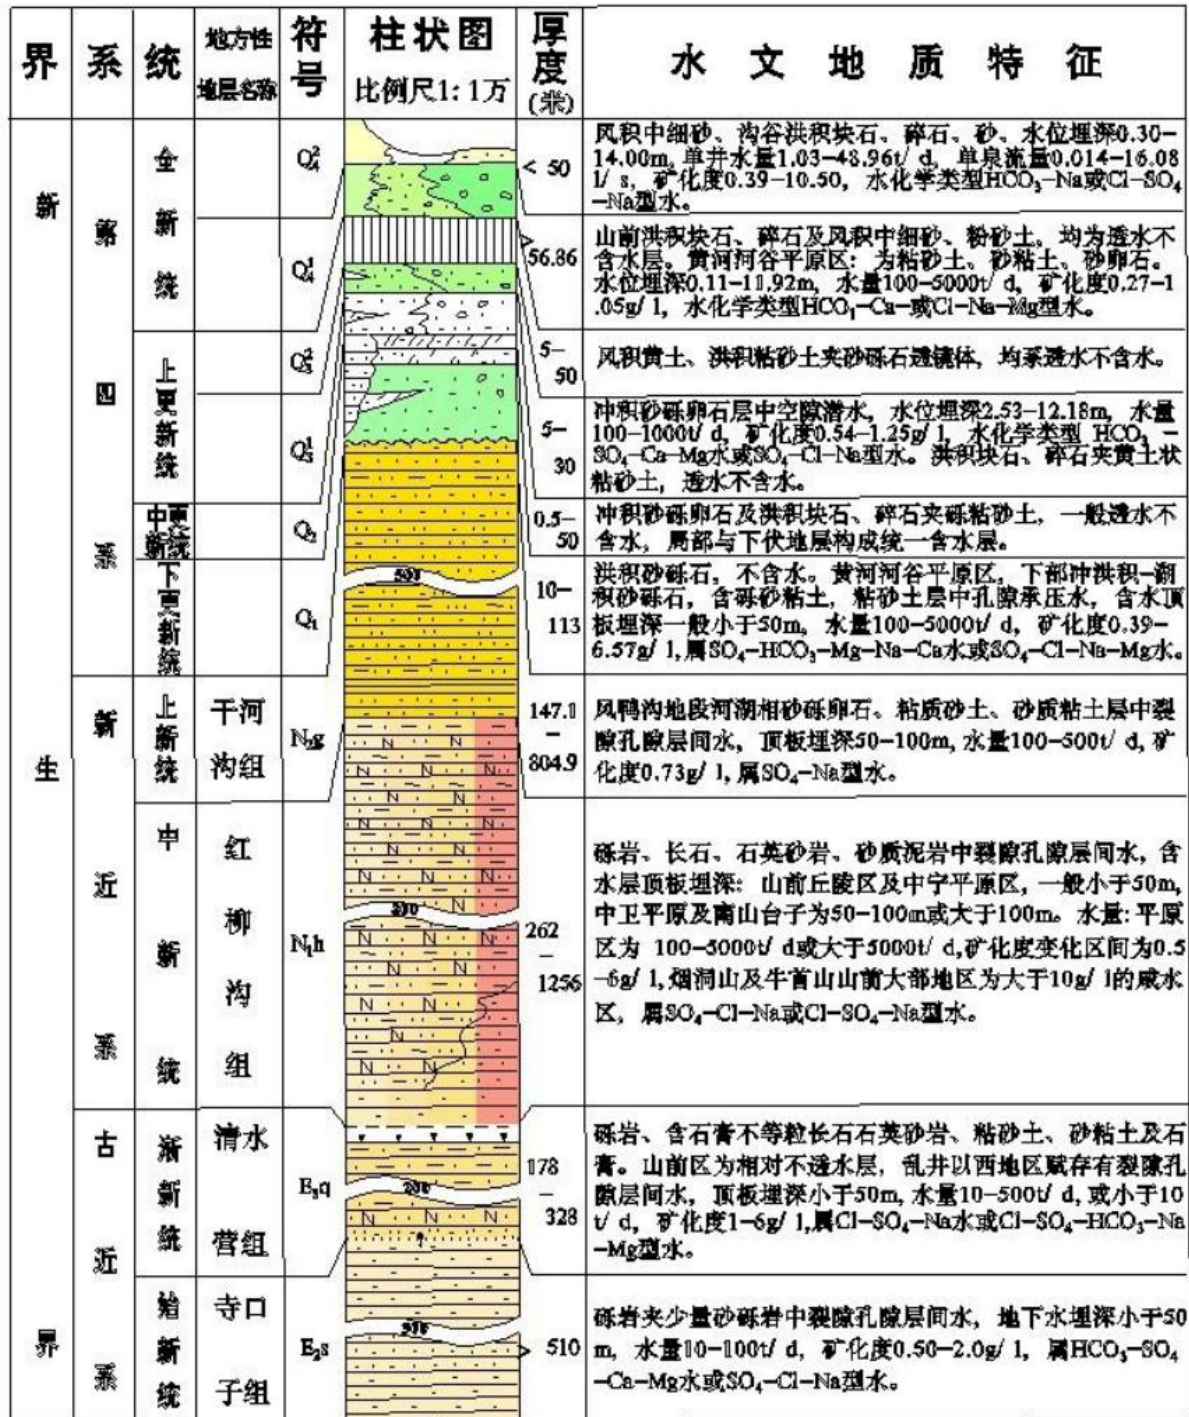 界 系 统 地方性地层名称 符号 柱状图 比例尺1:1万 厚度(米) 水文地质特征
新生界
第四系
全新统
Q₄²
< 50
风积中细砂、沟谷洪积块石、碎石、砂、水位埋深0.30-
14.00m, 单井水量1.03-48.96t/ d, 单泉流量0.014-16.08
l/ s, 矿化度0.39-10.50, 水化学类型HCO₃-Na或Cl-SO₄
-Na型水。
Q₄¹
>56.86
山前洪积块石、碎石及风积中细砂、粉砂土, 均为透水不
含水层。黄河河谷平原区: 为粘砂土、砂粘土、砂卵石。
水位埋深0.11-11.92m, 水量100-5000t/ d, 矿化度0.27-1
.05g/ l, 水化学类型HCO₃-Ca-或Cl-Na-Mg型水。
上更新统
Q₃²
5-50
风积黄土、洪积粘砂土夹砂砾石透镜体, 均系透水不含水。
Q₃¹
5-30
冲积砂砾卵石层中空隙潜水, 水位埋深2.53-12.18m, 水量
100-1000t/ d, 矿化度0.54-1.25g/ l, 水化学类型 HCO₃ -
SO₄-Ca-Mg水或SO₄-Cl-Na型水。洪积块石、碎石夹黄土状
粘砂土, 透水不含水。
中更新统
Q₂
0.5-50
冲积砂砾卵石及洪积块石、碎石夹砾粘砂土, 一般透水不
含水, 局部与下伏地层构成统一含水层。
下更新统
Q₁
500
10-113
洪积砂砾石, 不含水。黄河河谷平原区, 下部冲洪积-湖
积砂砾石, 含砾砂粘土, 粘砂土层中孔隙承压水, 含水顶
板埋深一般小于50m, 水量100-5000t/ d, 矿化度0.39-
6.57g/ l,属SO₄-HCO₃-Mg-Na-Ca水或SO₄-Cl-Na-Mg水。
新近系
上新统
干河沟组
N₂g
147.1-804.9
风鸭沟地段河湖相砂砾卵石、粘质砂土、砂质粘土层中裂
隙孔隙层间水, 顶板埋深50-100m, 水量100-500t/ d, 矿
化度0.73g/ l,属SO₄-Na型水。
中新统
红柳沟组
N₁h
262-1256
砾岩、长石、石英砂岩、砂质泥岩中裂隙孔隙层间水, 含
水层顶板埋深: 山前丘陵区及中宁平原区, 一般小于50m,
中卫平原及南山台子为50-100m或大于100m。水量: 平原
区为 100-5000t/ d或大于5000t/ d,矿化度变化区间为0.5
-6g/ l,烟洞山及牛首山山前大部地区为大于10g/ l的咸水
区, 属SO₄-Cl-Na或Cl-SO₄-Na型水。
古近系
渐新统
清水营组
E₃q
178-328
砾岩、含石膏不等粒长石石英砂岩、粘砂土、砂粘土及石
膏。山前区为相对不透水层, 乱井以西地区赋存有裂隙孔
隙层间水, 顶板埋深小于50m, 水量10-500t/ d, 或小于10
t/ d, 矿化度1-6g/ l,属Cl-SO₄-Na水或Cl-SO₄-HCO₃-Na
-Mg型水。
始新统
寺口子组
E₂s
> 510
砾岩夹少量砂砾岩中裂隙孔隙层间水, 地下水埋深小于50
m, 水量10-100t/ d, 矿化度0.50-2.0g/ l, 属HCO₃-SO₄
-Ca-Mg水或SO₄-Cl-Na型水。